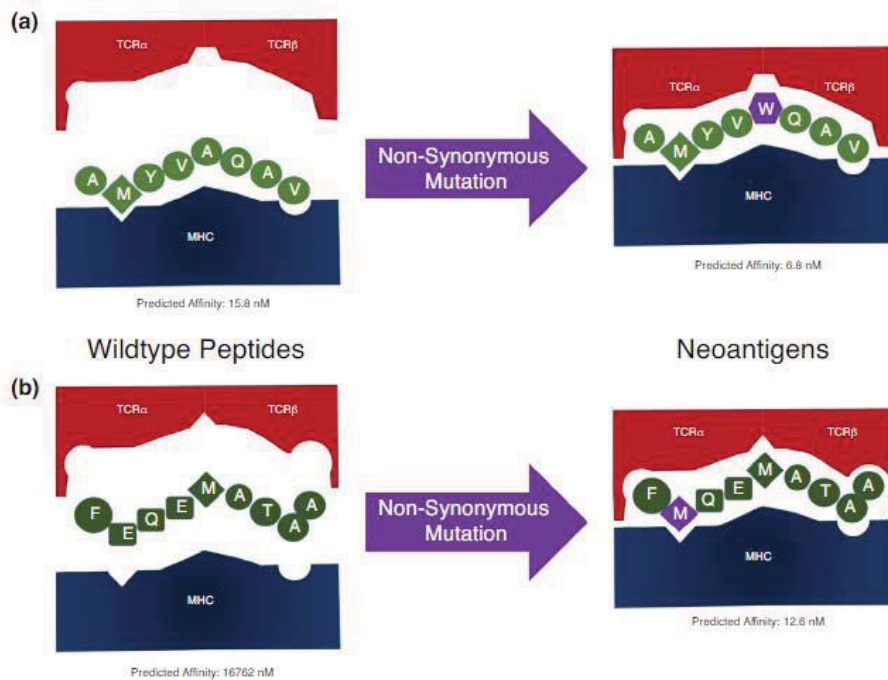 (a)
TCRα
TCRβ
A M Y V A Q A V
MHC
Predicted Affinity: 15.8 nM
Non-Synonymous
Mutation
TCRα
TCRβ
A M Y V W Q A V
MHC
Predicted Affinity: 6.8 nM
Wildtype Peptides
Neoantigens
(b)
TCRα
TCRβ
F E Q E M A T A A
MHC
Predicted Affinity: 16762 nM
Non-Synonymous
Mutation
TCRα
TCRβ
F M Q E M A T A A
MHC
Predicted Affinity: 12.6 nM